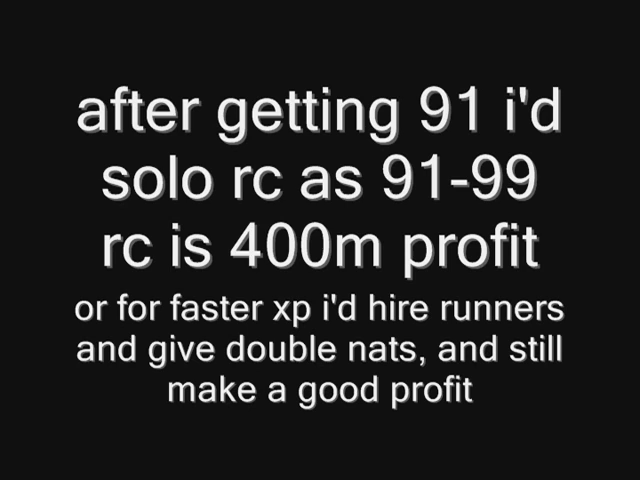 after getting 91 i'd
solo rc as 91-99
rc is 400m profit
or for faster xp i'd hire runners
and give double nats, and still
make a good profit